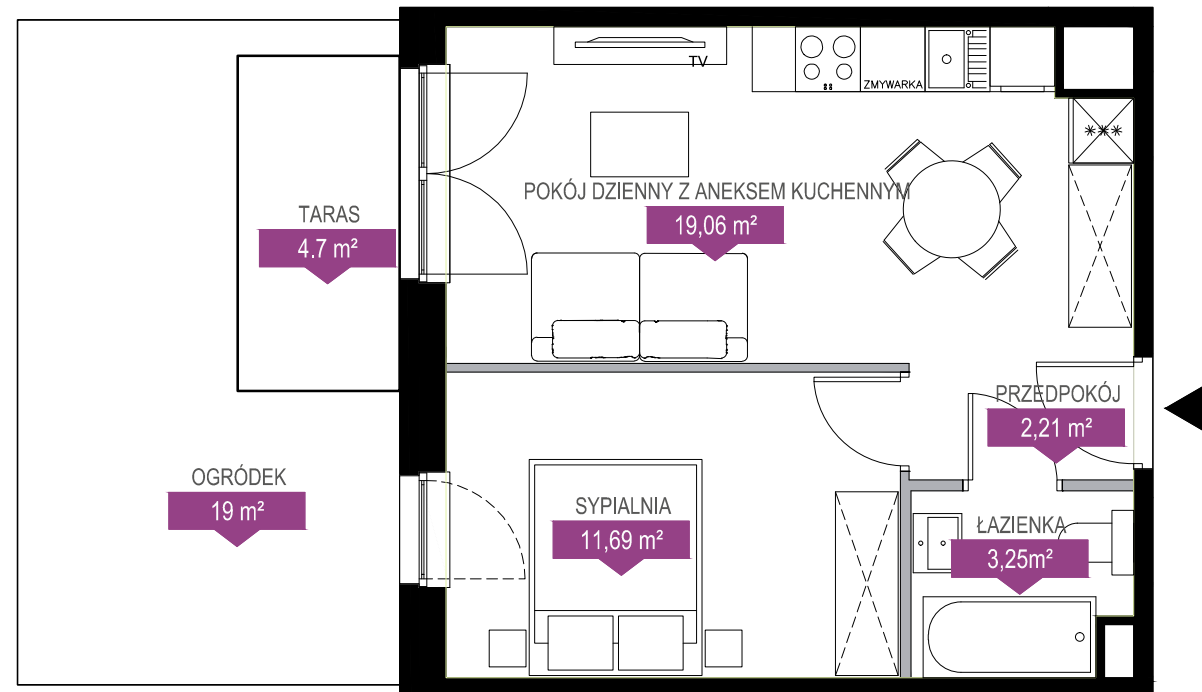 TV
ZMYWARKA
***
POKÓJ DZIENNY Z ANEKSEM KUCHENNYM
19,06 m²
TARAS
4.7 m²
PRZEDPOKÓJ
2,21 m²
OGRÓDEK
19 m²
SYPIALNIA
11,69 m²
ŁAZIENKA
3,25m²